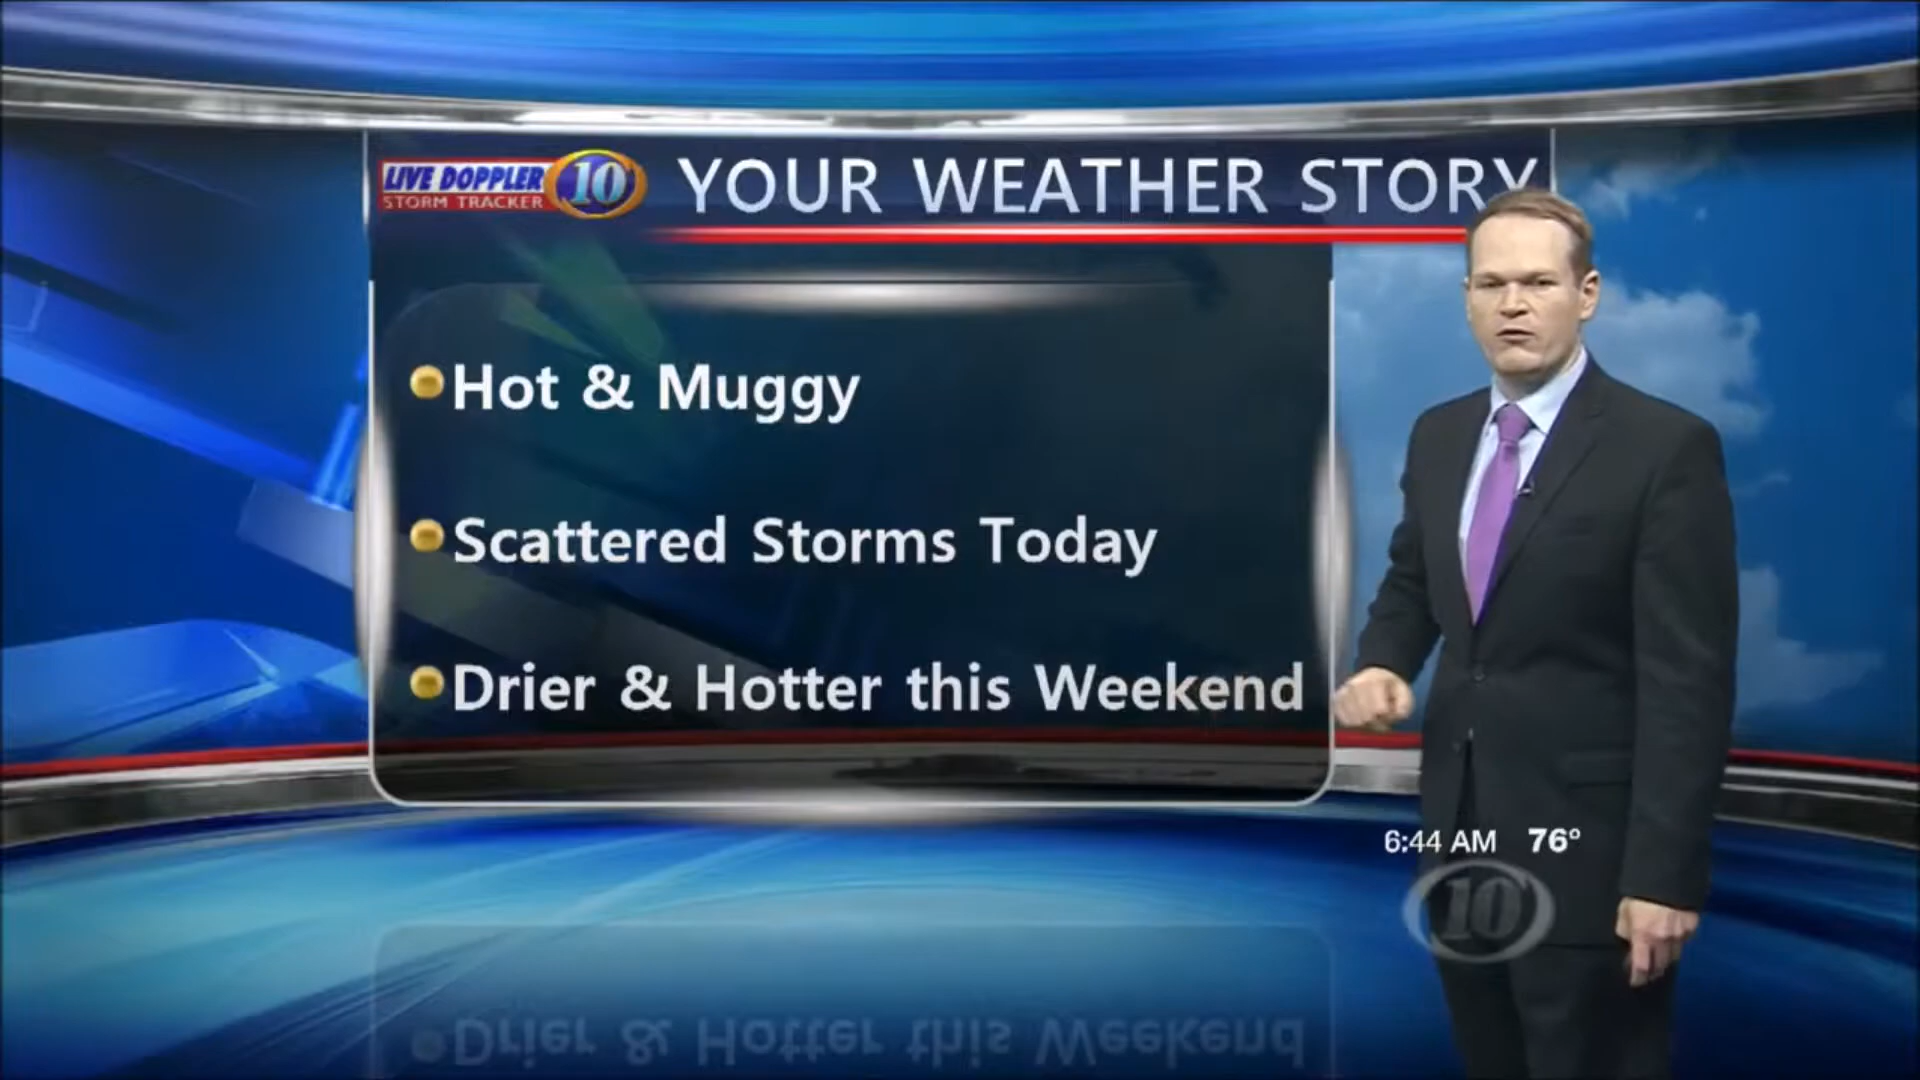 LIVE DOPPLER 10 YOUR WEATHER STORY
STORM TRACKER
Hot & Muggy
Scattered Storms Today
Drier & Hotter this Weekend
6:44 AM 76°
10
Drier & Hotter this Weekend